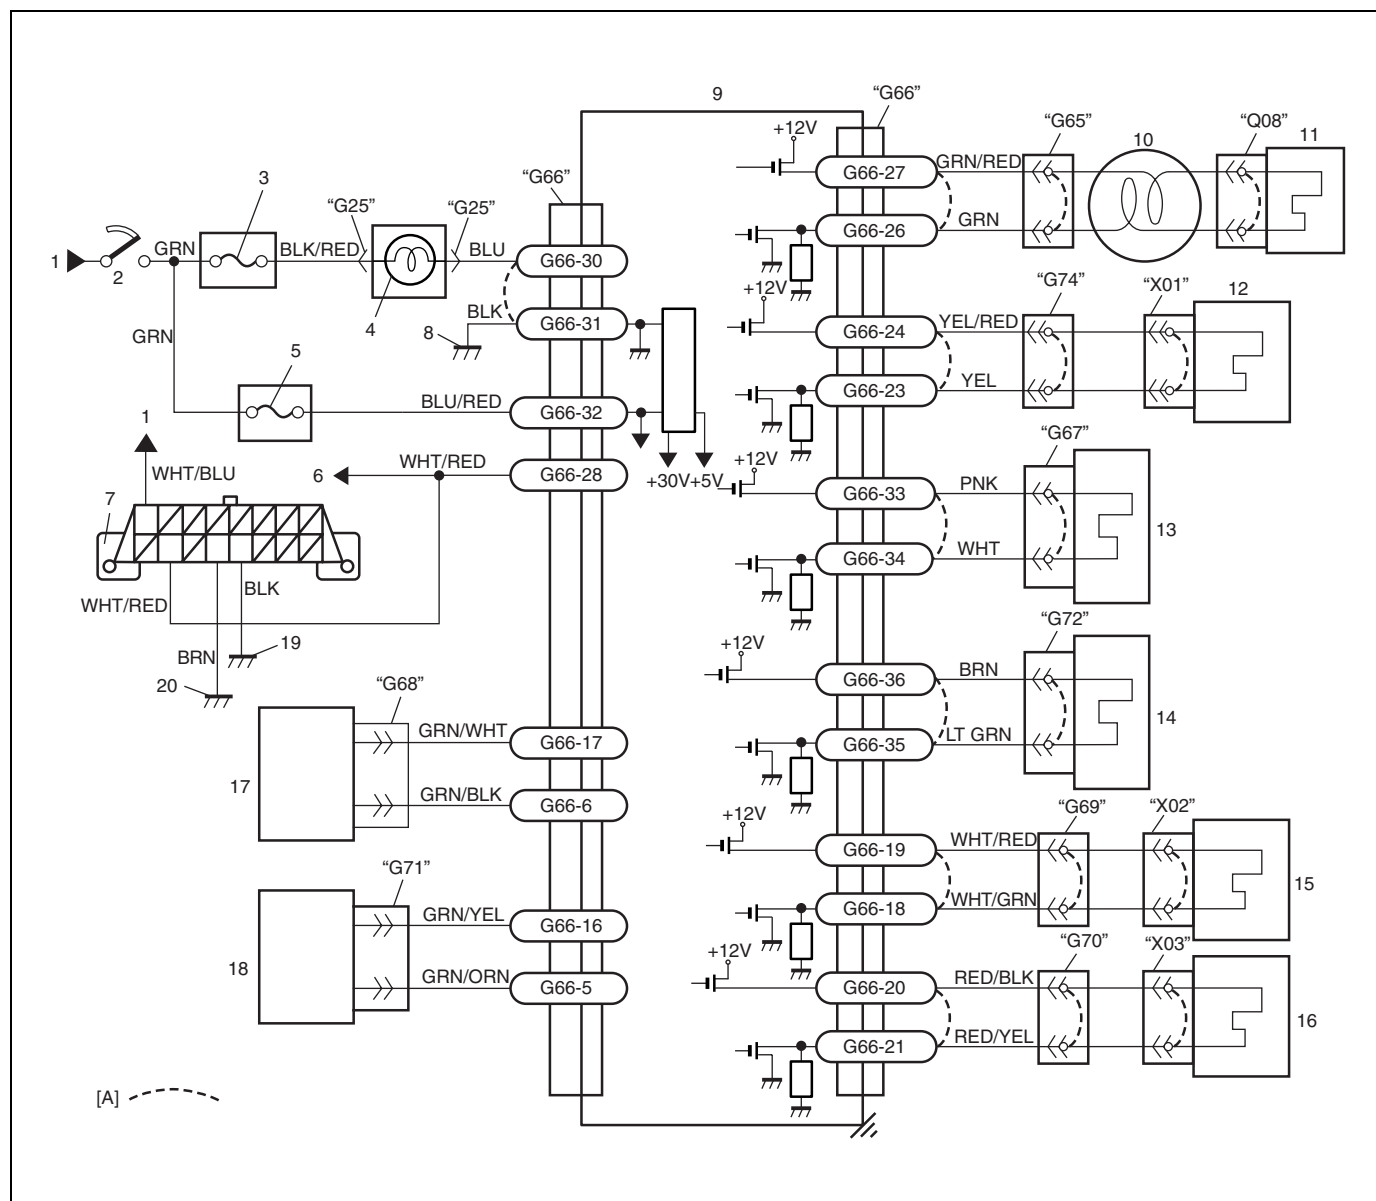 9
“G66”
+12V
“G65”
10
“Q08”
11
G66-27
GRN/RED
G66-26
GRN
3
“G66”
“G25”
“G25”
1
2
GRN
BLK/RED
BLU
G66-30
4
8
BLK
G66-31
GRN
5
BLU/RED
G66-32
+12V
“G74”
“X01”
12
G66-24
YEL/RED
G66-23
YEL
1
WHT/BLU
6
WHT/RED
G66-28
+30V+5V
+12V
“G67”
G66-33
PNK
13
G66-34
WHT
7
WHT/RED
BLK
BRN
19
20
+12V
“G72”
G66-36
BRN
14
G66-35
LT GRN
“G68”
17
GRN/WHT
G66-17
GRN/BLK
G66-6
+12V
“G69”
“X02”
G66-19
WHT/RED
15
G66-18
WHT/GRN
“G71”
18
GRN/YEL
G66-16
GRN/ORN
G66-5
+12V
“G70”
“X03”
G66-20
RED/BLK
16
G66-21
RED/YEL
[A]